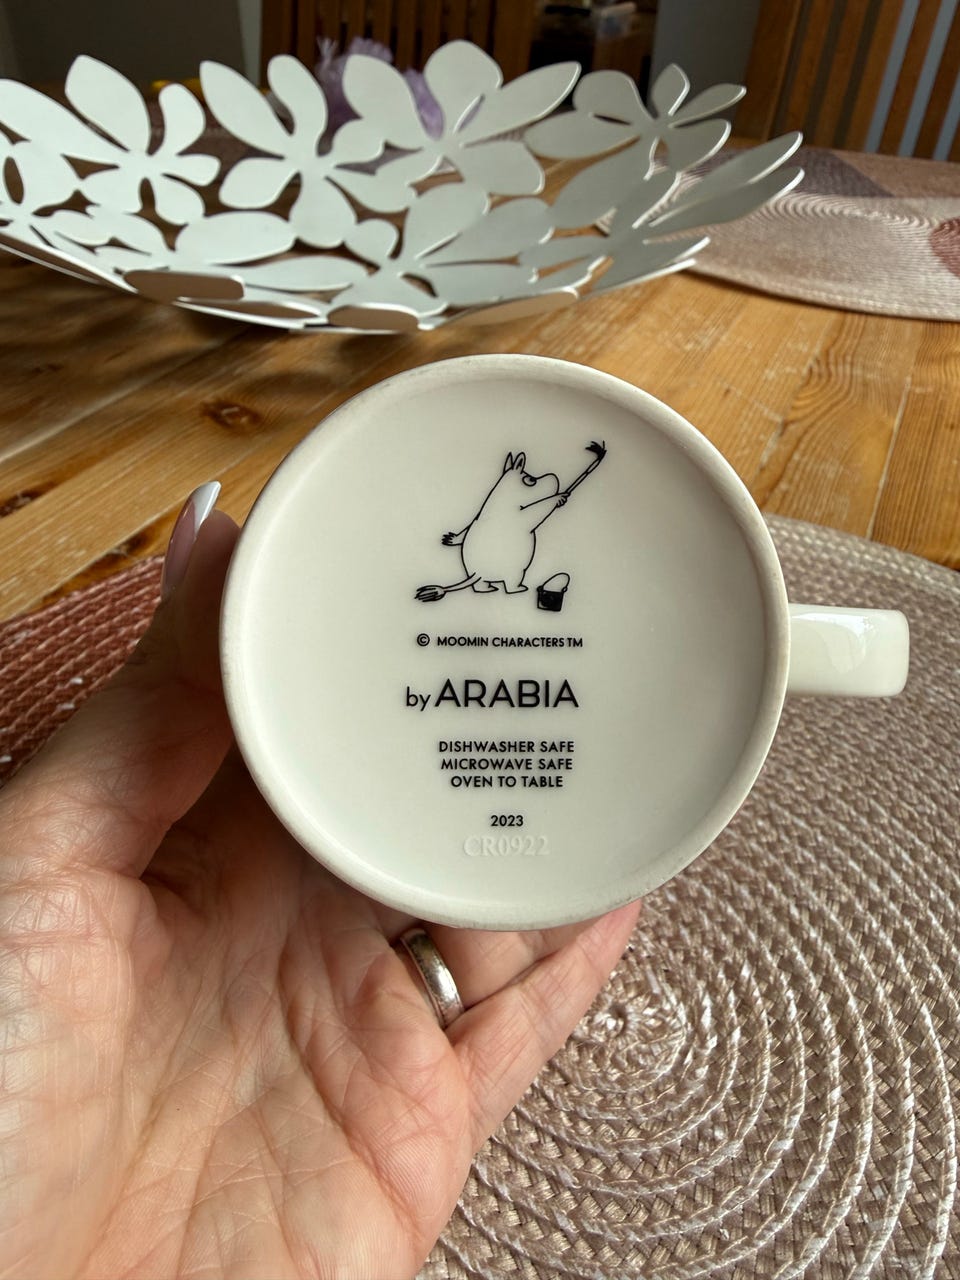 © MOOMIN CHARACTERS TM
by ARABIA
DISHWASHER SAFE
MICROWAVE SAFE
OVEN TO TABLE
2023
CR0922